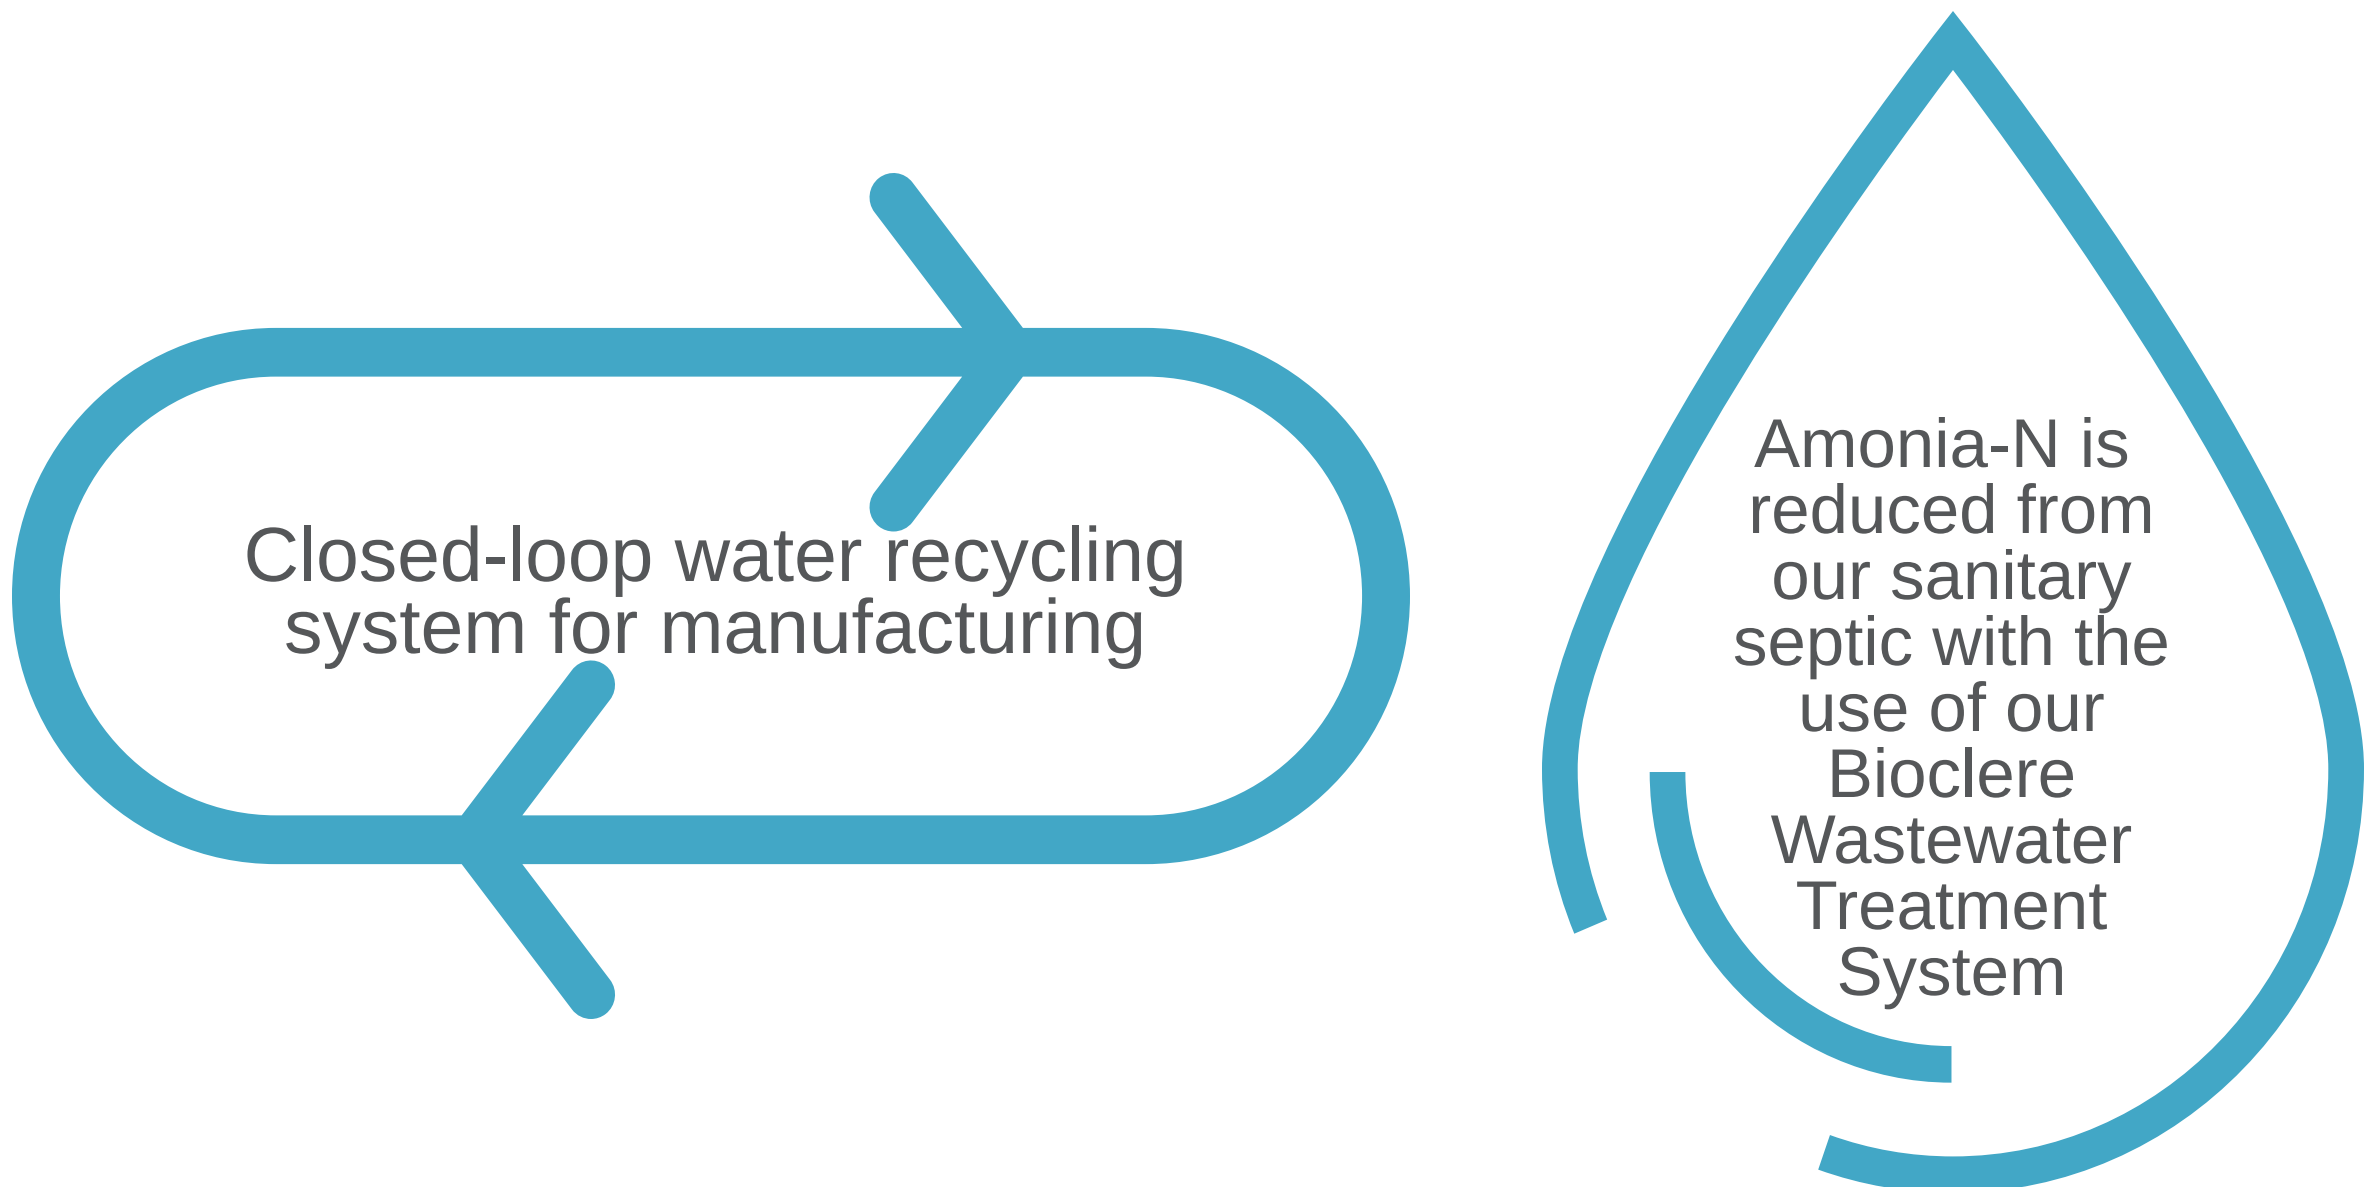 Closed-loop water recycling
system for manufacturing
Amonia-N is
reduced from
our sanitary
septic with the
use of our
Bioclere
Wastewater
Treatment
System